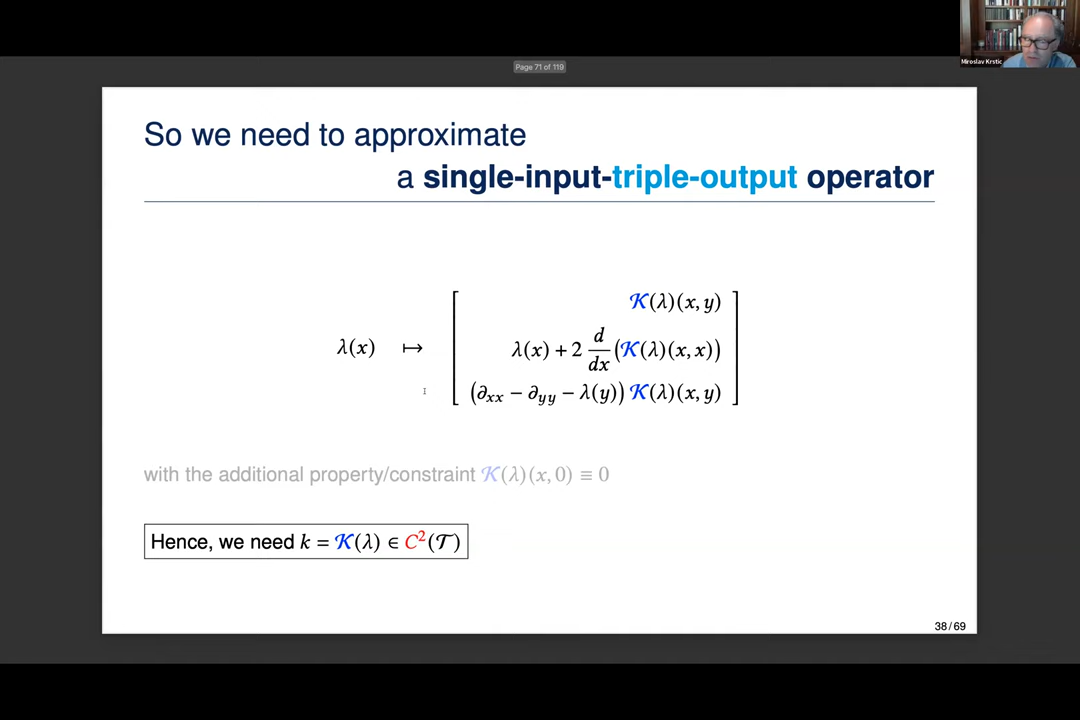 Miroslav Krstic
Page 71 of 119
So we need to approximate
a single-input-triple-output operator
λ(x) ↦ [ 𝒦(λ)(x, y)
λ(x) + 2 d/dx (𝒦(λ)(x, x))
(∂ₓₓ − ∂ᵧᵧ − λ(y)) 𝒦(λ)(x, y) ]
with the additional property/constraint 𝒦(λ)(x, 0) ≡ 0
Hence, we need k = 𝒦(λ) ∈ C²(𝒯)
38 / 69